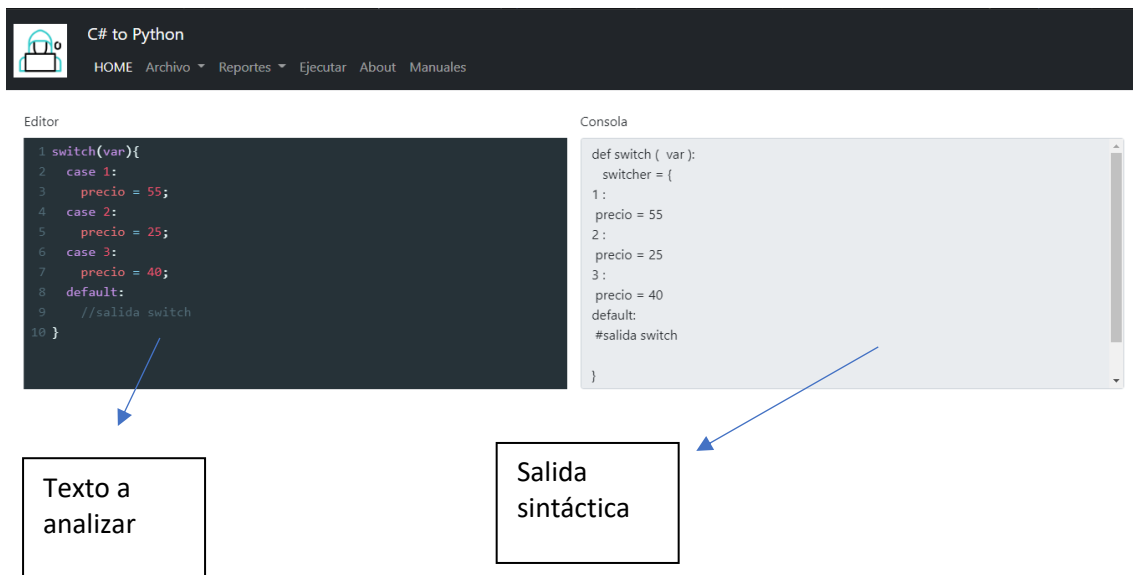 C# to Python
HOME Archivo Reportes Ejecutar About Manuales
Editor
1 switch(var){
2 case 1:
3 precio = 55;
4 case 2:
5 precio = 25;
6 case 3:
7 precio = 40;
8 default:
9 //salida switch
10 }
Consola
def switch ( var ):
switcher = {
1 :
precio = 55
2 :
precio = 25
3 :
precio = 40
default:
#salida switch
}
Texto a
analizar
Salida
sintáctica